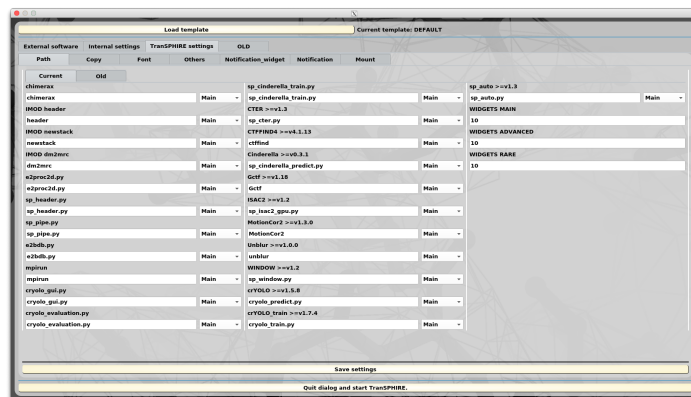 Load template
Current template: DEFAULT
External software Internal settings TranSPHIRE settings OLD
Path Copy Font Others Notification_widget Notification Mount
Current Old
chimerax
chimerax Main
IMOD header
header Main
IMOD newstack
newstack Main
IMOD dm2mrc
dm2mrc Main
e2proc2d.py
e2proc2d.py Main
sp_header.py
sp_header.py Main
sp_pipe.py
sp_pipe.py Main
e2bdb.py
e2bdb.py Main
mpirun
mpirun Main
cryolo_gui.py
cryolo_gui.py Main
cryolo_evaluation.py
cryolo_evaluation.py Main
sp_cinderella_train.py
sp_cinderella_train.py Main
CTER >=v1.3
sp_cter.py Main
CTFFIND4 >=v4.1.13
ctffind Main
Cinderella >=v0.3.1
sp_cinderella_predict.py Main
Gctf >=v1.18
Gctf Main
ISAC2 >=v1.2
sp_isac2_gpu.py Main
MotionCor2 >=v1.3.0
MotionCor2 Main
Unblur >=v1.0.0
unblur Main
WINDOW >=v1.2
sp_window.py Main
crYOLO >=v1.5.8
cryolo_predict.py Main
crYOLO_train >=v1.7.4
cryolo_train.py Main
sp_auto >=v1.3
sp_auto.py Main
WIDGETS MAIN
10
WIDGETS ADVANCED
10
WIDGETS RARE
10
Save settings
Quit dialog and start TranSPHIRE.